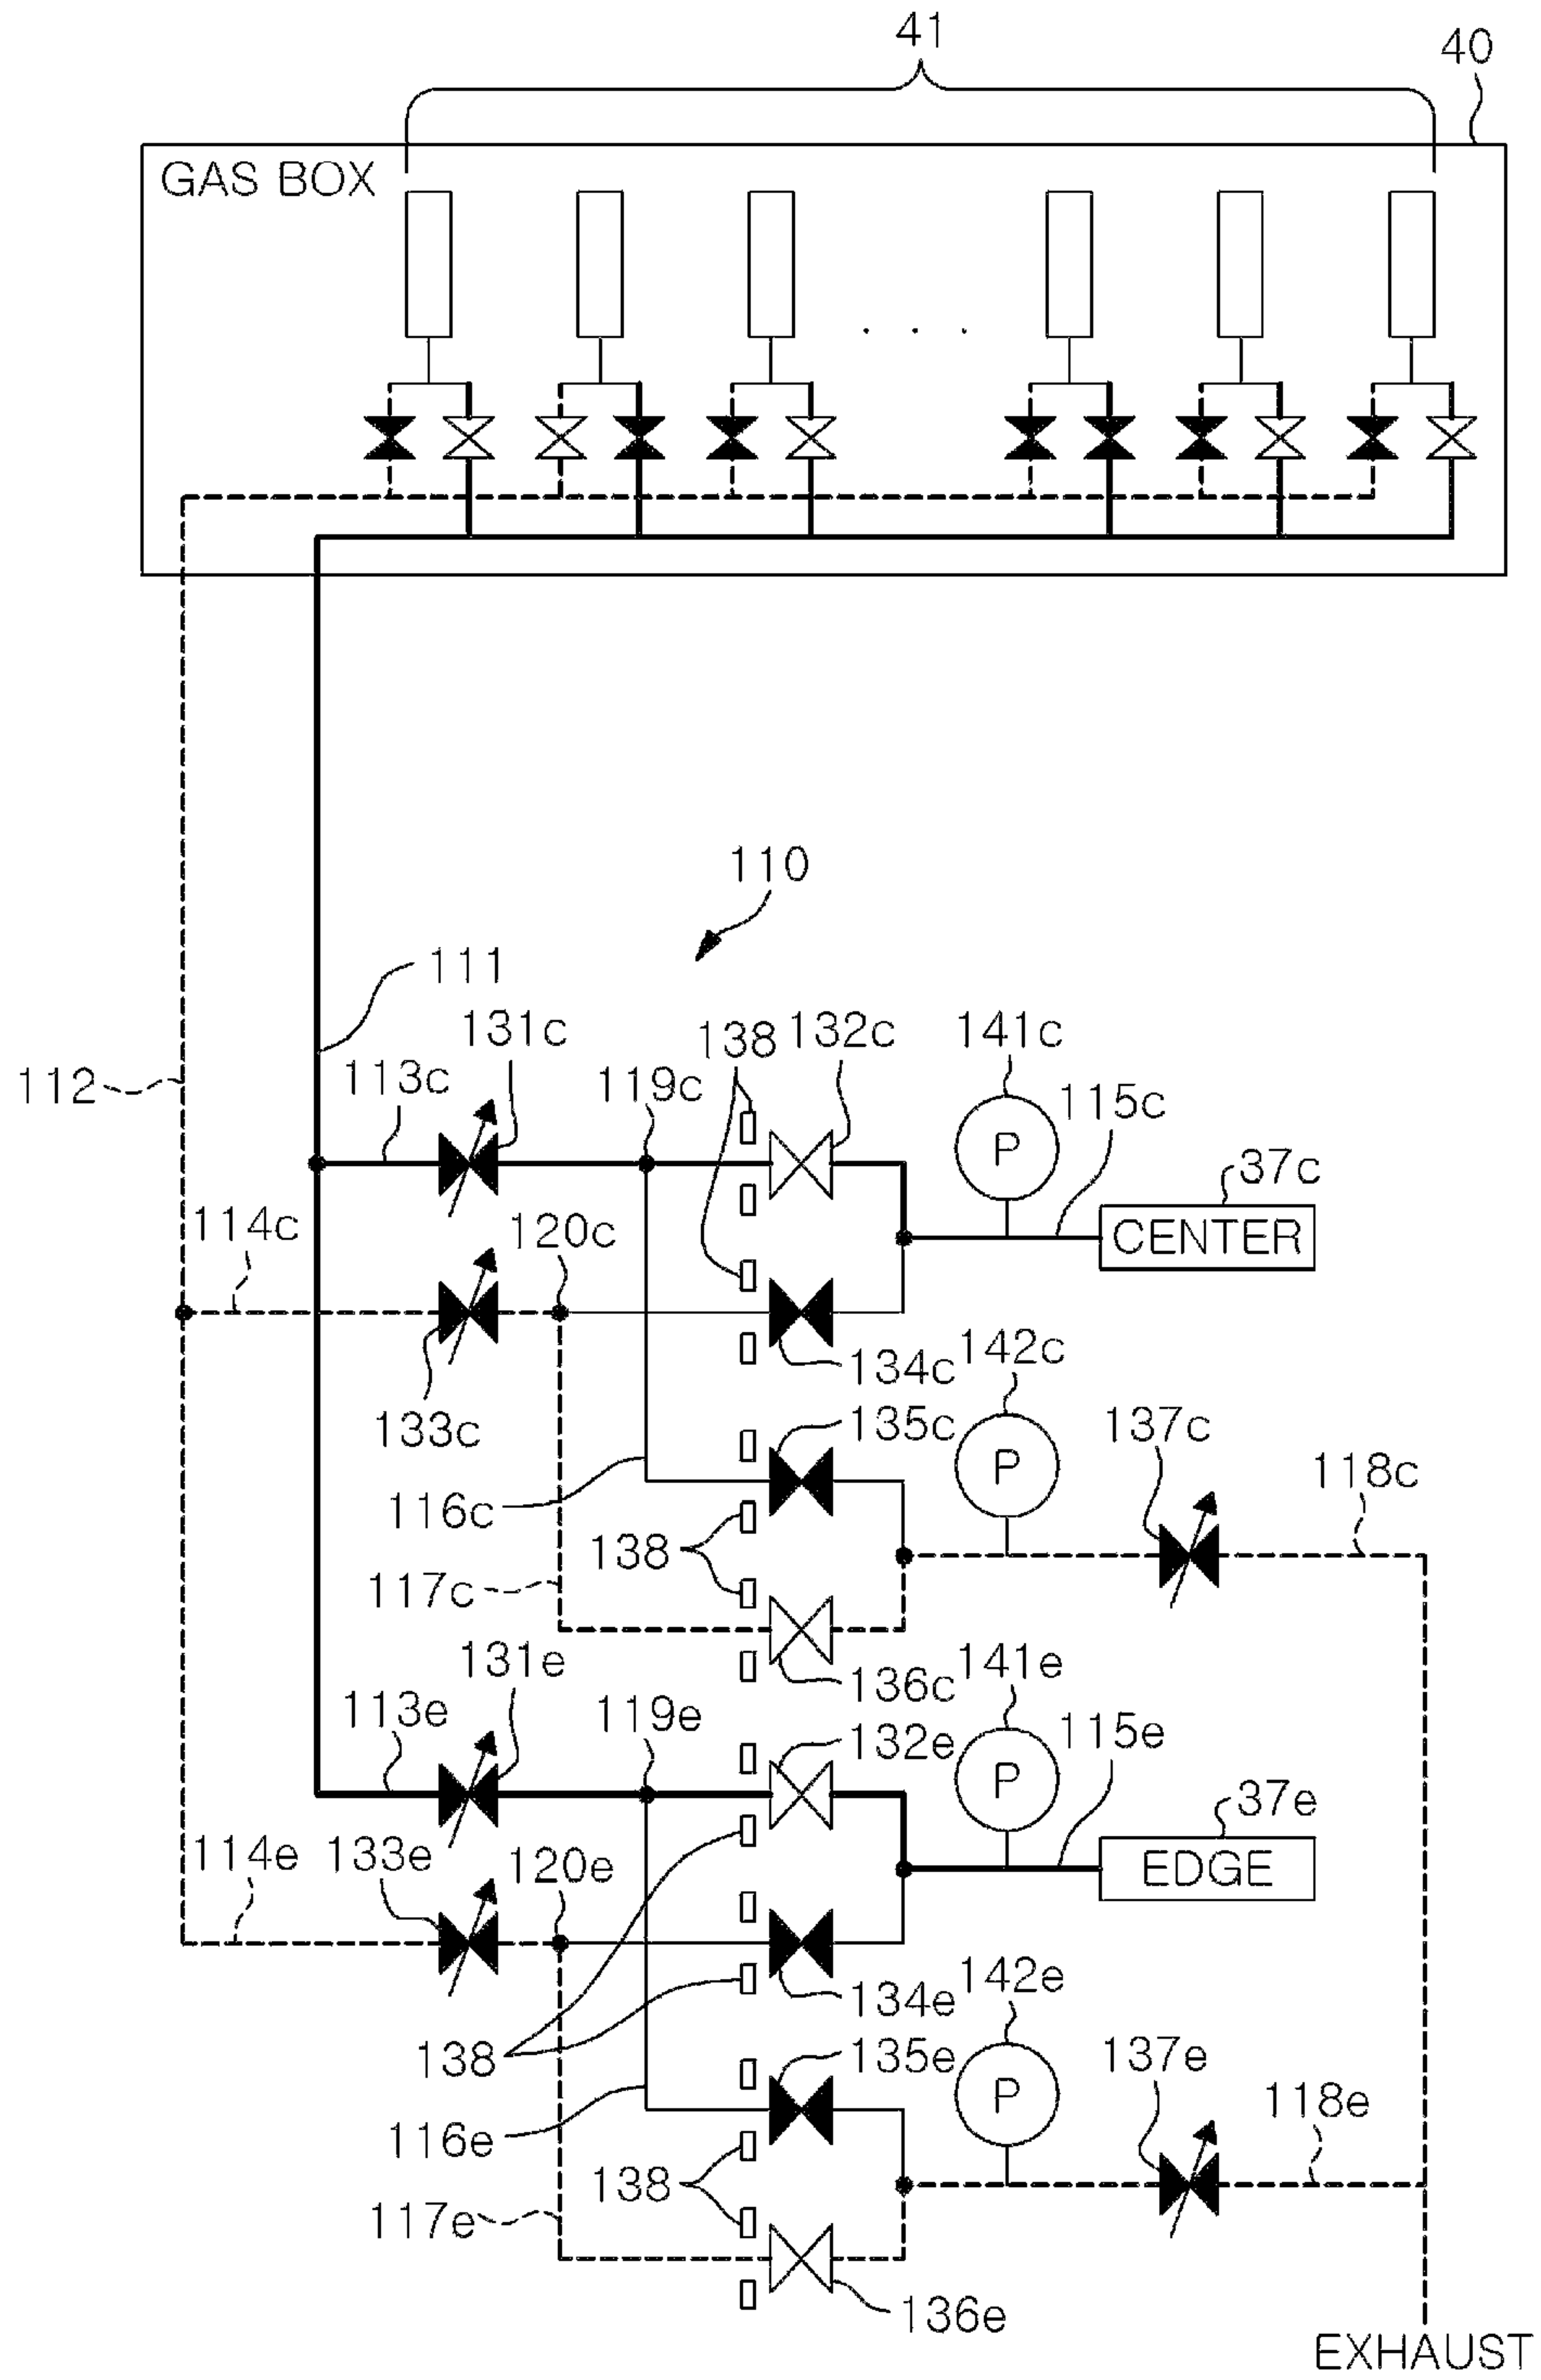 41
40
GAS BOX
. . .
110
111
131c
138
132c
141c
112
113c
119c
115c
P
37c
114c
120c
CENTER
134c
142c
133c
135c
137c
P
118c
116c
138
117c
131e
136c
141e
113e
119e
132e
115e
P
37e
114e
133e
120e
EDGE
142e
134e
138
135e
137e
P
118e
116e
138
117e
136e
EXHAUST